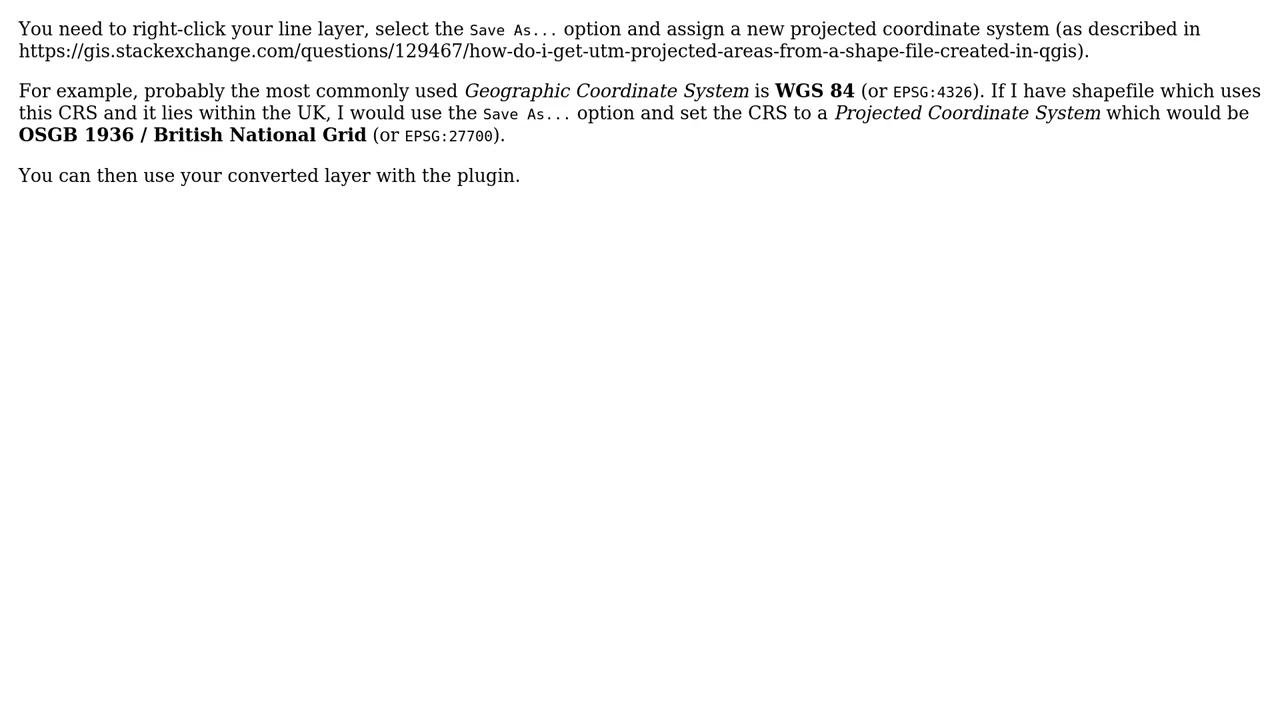 You need to right-click your line layer, select the Save As... option and assign a new projected coordinate system (as described in
https://gis.stackexchange.com/questions/129467/how-do-i-get-utm-projected-areas-from-a-shape-file-created-in-qgis).
For example, probably the most commonly used Geographic Coordinate System is WGS 84 (or EPSG:4326). If I have shapefile which uses
this CRS and it lies within the UK, I would use the Save As... option and set the CRS to a Projected Coordinate System which would be
OSGB 1936 / British National Grid (or EPSG:27700).
You can then use your converted layer with the plugin.